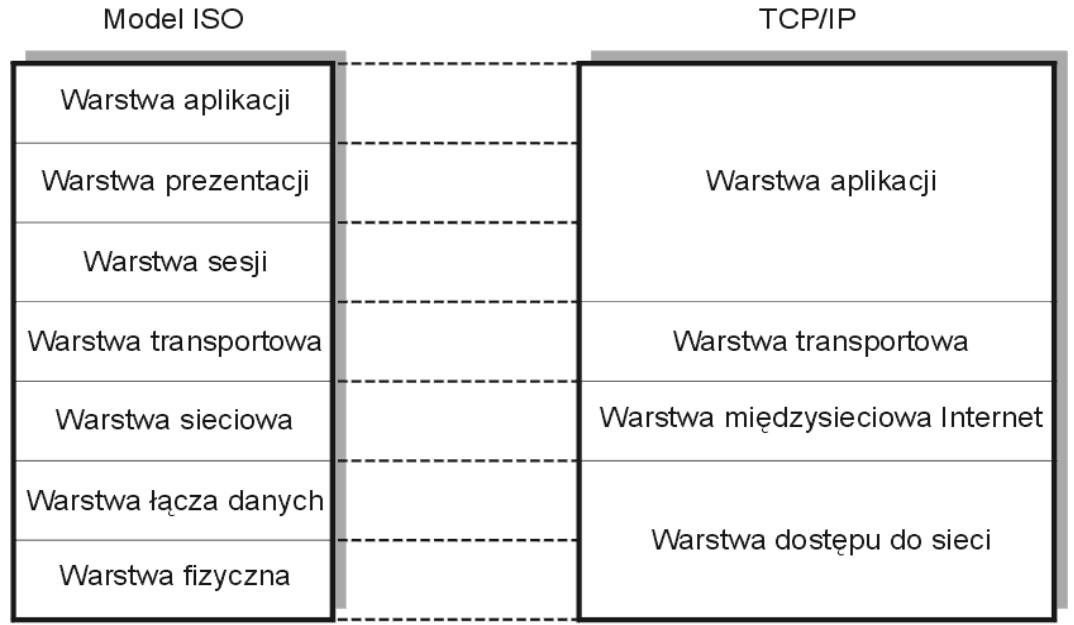 Model ISO
TCP/IP
Warstwa aplikacji
Warstwa prezentacji
Warstwa sesji
Warstwa transportowa
Warstwa sieciowa
Warstwa łącza danych
Warstwa fizyczna
Warstwa aplikacji
Warstwa transportowa
Warstwa międzysieciowa Internet
Warstwa dostępu do sieci